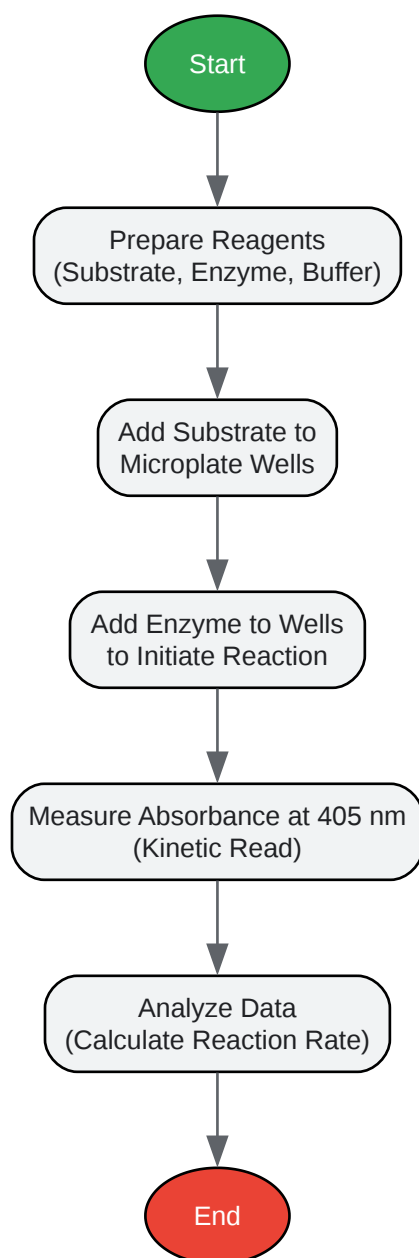 Start
Prepare Reagents
(Substrate, Enzyme, Buffer)
Add Substrate to
Microplate Wells
Add Enzyme to Wells
to Initiate Reaction
Measure Absorbance at 405 nm
(Kinetic Read)
Analyze Data
(Calculate Reaction Rate)
End